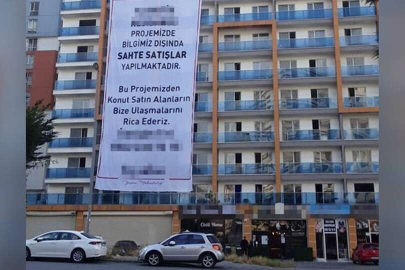 PROJEMİZDE
BİLGİMİZ DIŞINDA
SAHTE SATIŞLAR
YAPILMAKTADIR.
Bu Projemizden
Konut Satın Alanların
Bize Ulaşmalarını
Rica Ederiz.